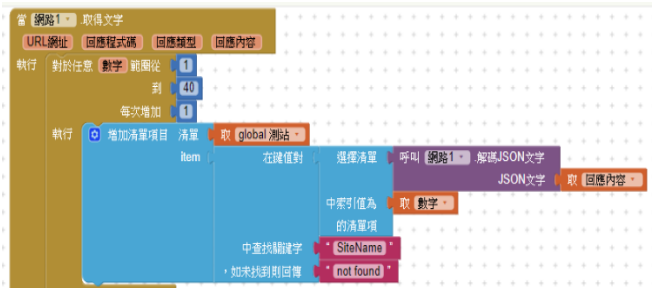 當 網路1 .取得文字
URL網址 回應程式碼 回應類型 回應內容
執行 對於任意 數字 範圍從 1
到 40
每次增加 1
執行 增加清單項目 清單 取 global 測站
item 在鍵值對 選擇清單 呼叫 網路1 .解碼JSON文字
JSON文字 取 回應內容
中索引值為 取 數字
的清單項
中查找關鍵字 " SiteName "
,如未找到則回傳 " not found "